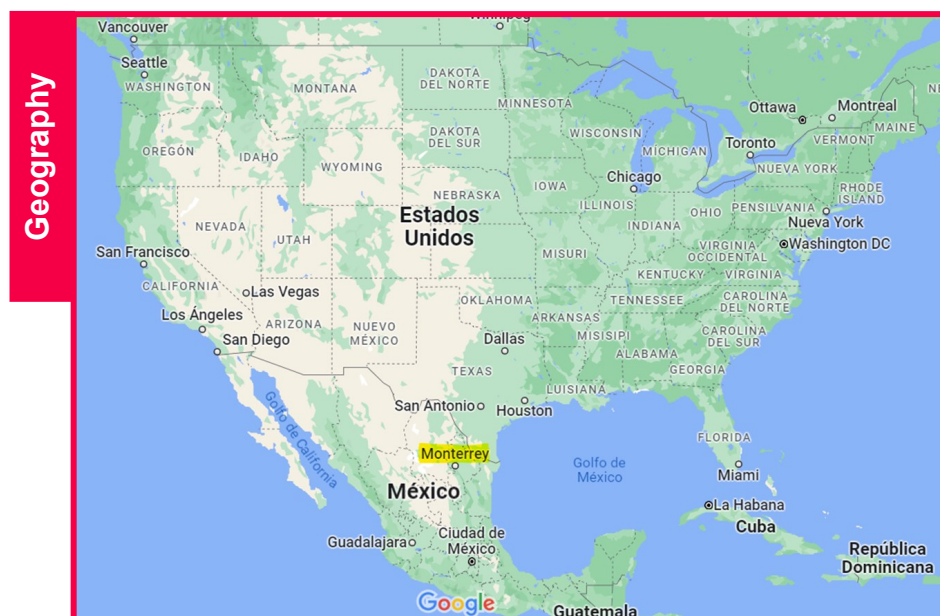 Geography
Winnipeg
Vancouver
Seattle
WASHINGTON
MONTANA
DAKOTA
DEL NORTE
MINNESOTA
Ottawa
Montreal
MAINE
VERMONT
OREGÓN
IDAHO
DAKOTA
DEL SUR
WISCONSIN
MÍCHIGAN
Toronto
NUEVA YORK
WYOMING
IOWA
Chicago
RHODE
ISLAND
NEBRASKA
ILLINOIS
OHIO
PENSILVANIA
Nueva York
NEVADA
UTAH
Estados
Unidos
INDIANA
Washington DC
San Francisco
MISURI
VIRGINIA
OCCIDENTAL
KENTUCKY
VIRGINIA
CALIFORNIA
Las Vegas
OKLAHOMA
TENNESSEE
CAROLINA
DEL NORTE
Los Ángeles
ARIZONA
NUEVO
MÉXICO
ARKANSAS
MISISIPI
CAROLINA
DEL SUR
San Diego
Dallas
ALABAMA
GEORGIA
TEXAS
LUISIANA
San Antonio
Houston
Golfo de California
FLORIDA
Monterrey
Golfo de
México
Miami
México
La Habana
Cuba
Guadalajara
Ciudad de
México
República
Dominicana
Google
Guatemala